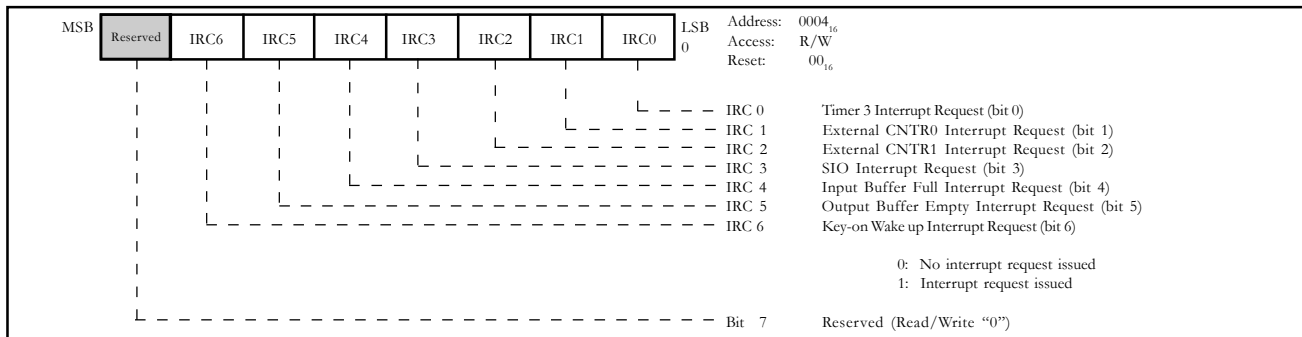 MSB Reserved IRC6 IRC5 IRC4 IRC3 IRC2 IRC1 IRC0 LSB 0
Address: 0004₁₆
Access: R/W
Reset: 00₁₆
IRC 0 Timer 3 Interrupt Request (bit 0)
IRC 1 External CNTR0 Interrupt Request (bit 1)
IRC 2 External CNTR1 Interrupt Request (bit 2)
IRC 3 SIO Interrupt Request (bit 3)
IRC 4 Input Buffer Full Interrupt Request (bit 4)
IRC 5 Output Buffer Empty Interrupt Request (bit 5)
IRC 6 Key-on Wake up Interrupt Request (bit 6)
0: No interrupt request issued
1: Interrupt request issued
Bit 7 Reserved (Read/Write “0”)